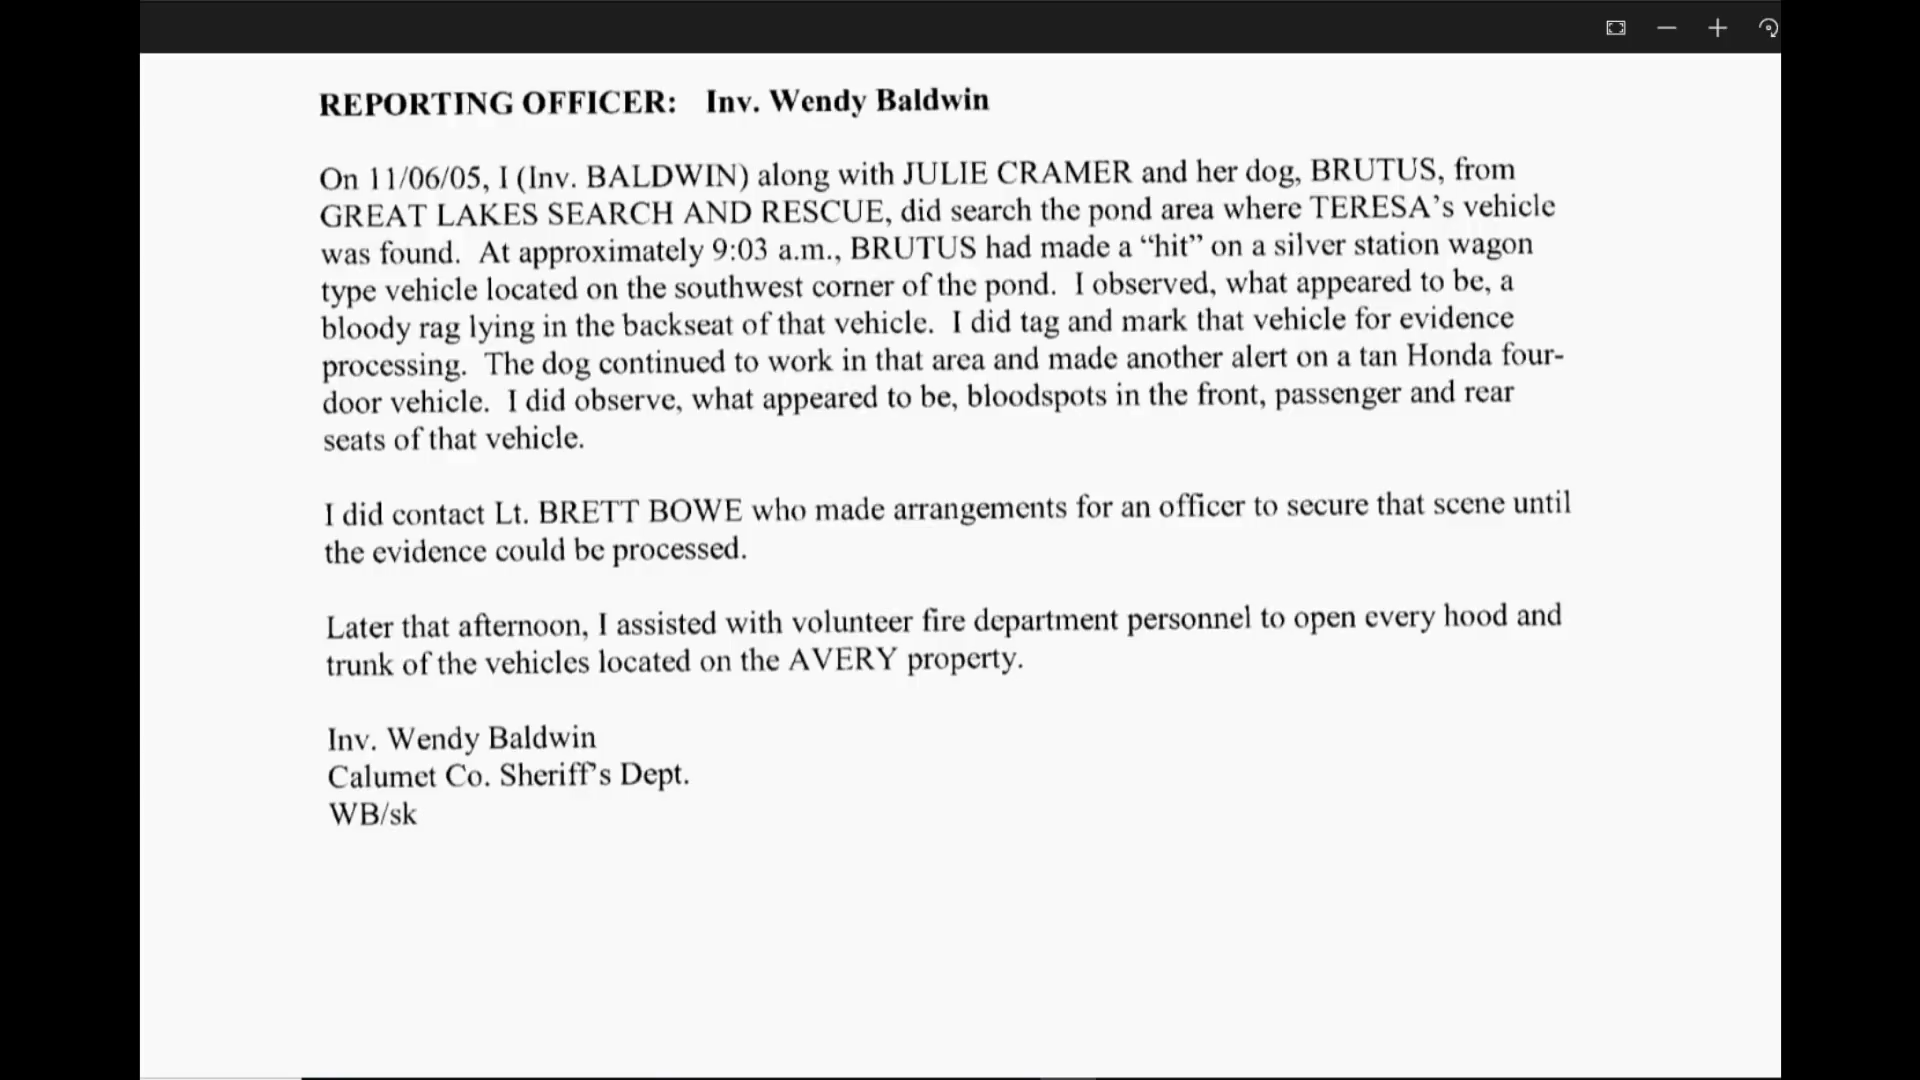 REPORTING OFFICER: Inv. Wendy Baldwin
On 11/06/05, I (Inv. BALDWIN) along with JULIE CRAMER and her dog, BRUTUS, from
GREAT LAKES SEARCH AND RESCUE, did search the pond area where TERESA's vehicle
was found. At approximately 9:03 a.m., BRUTUS had made a “hit” on a silver station wagon
type vehicle located on the southwest corner of the pond. I observed, what appeared to be, a
bloody rag lying in the backseat of that vehicle. I did tag and mark that vehicle for evidence
processing. The dog continued to work in that area and made another alert on a tan Honda four-
door vehicle. I did observe, what appeared to be, bloodspots in the front, passenger and rear
seats of that vehicle.
I did contact Lt. BRETT BOWE who made arrangements for an officer to secure that scene until
the evidence could be processed.
Later that afternoon, I assisted with volunteer fire department personnel to open every hood and
trunk of the vehicles located on the AVERY property.
Inv. Wendy Baldwin
Calumet Co. Sheriff's Dept.
WB/sk